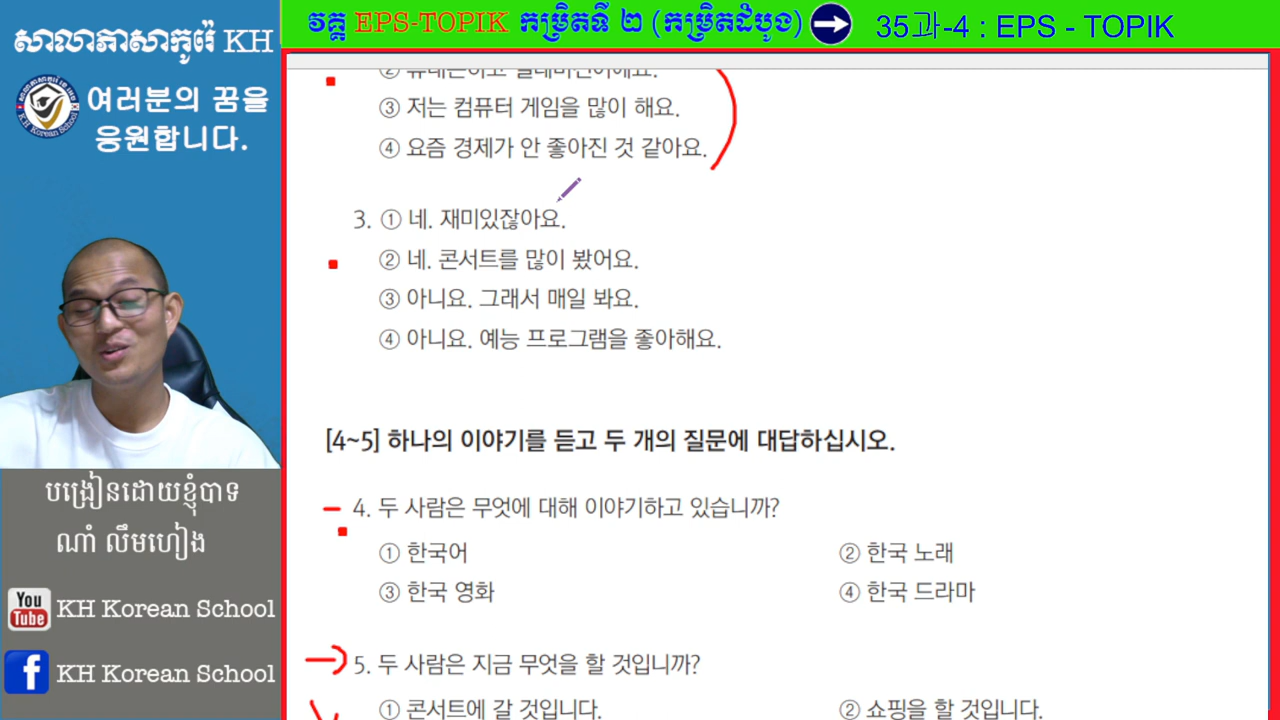 សាលាភាសាកូរ៉េ KH
여러분의 꿈을
응원합니다.
KH Korean School
វគ្គ EPS-TOPIK កម្រិតទី ២ (កម្រិតដំបូង)
35과-4 : EPS - TOPIK
③ 저는 컴퓨터 게임을 많이 해요.
④ 요즘 경제가 안 좋아진 것 같아요.
3. ① 네. 재미있잖아요.
② 네. 콘서트를 많이 봤어요.
③ 아니요. 그래서 매일 봐요.
④ 아니요. 예능 프로그램을 좋아해요.
[4~5] 하나의 이야기를 듣고 두 개의 질문에 대답하십시오.
4. 두 사람은 무엇에 대해 이야기하고 있습니까?
① 한국어 ② 한국 노래
③ 한국 영화 ④ 한국 드라마
5. 두 사람은 지금 무엇을 할 것입니까?
① 콘서트에 갈 것입니다. ② 쇼핑을 할 것입니다.
បង្រៀនដោយខ្ញុំបាទ
ណាំ លឹមហៀង
You Tube KH Korean School
f KH Korean School